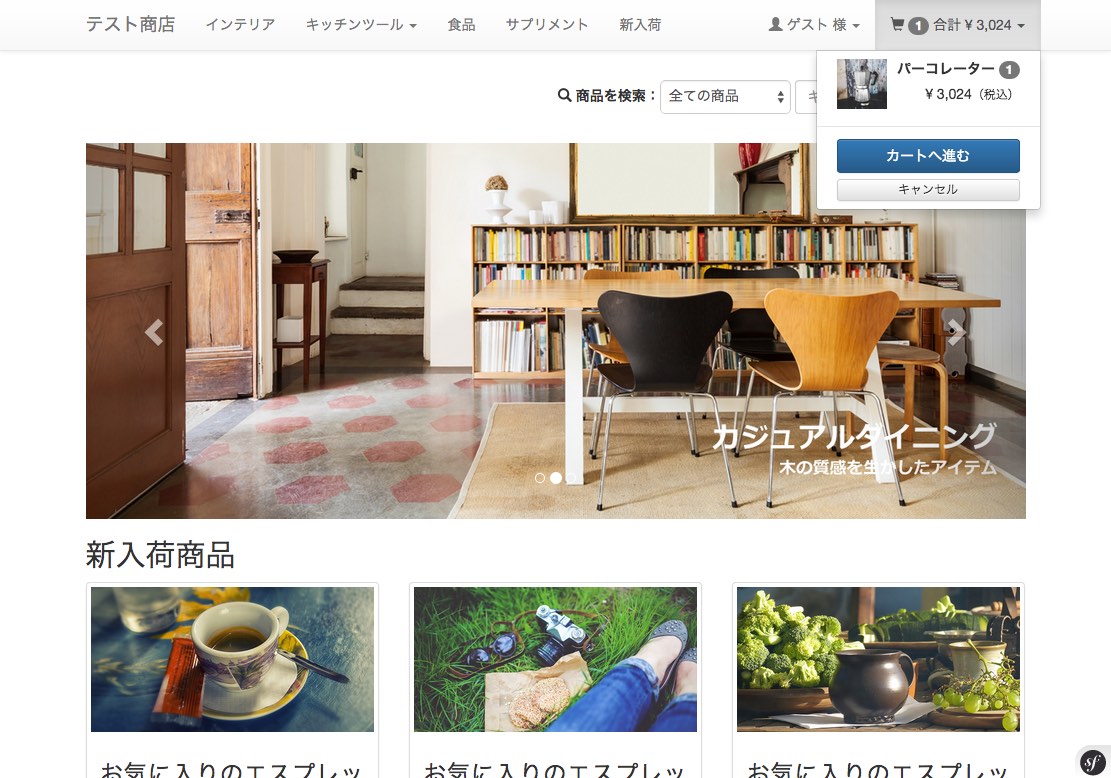 テスト商店 インテリア キッチンツール 食品 サプリメント 新入荷 ゲスト 様 1 合計 ¥ 3,024
パーコレーター 1
¥ 3,024（税込）
カートへ進む
キャンセル
商品を検索： 全ての商品 キ
カジュアルダイニング
木の質感を生かしたアイテム
新入荷商品
お気に入りのエスプレッ お気に入りのエスプレッ お気に入りのエスプレッ
sf